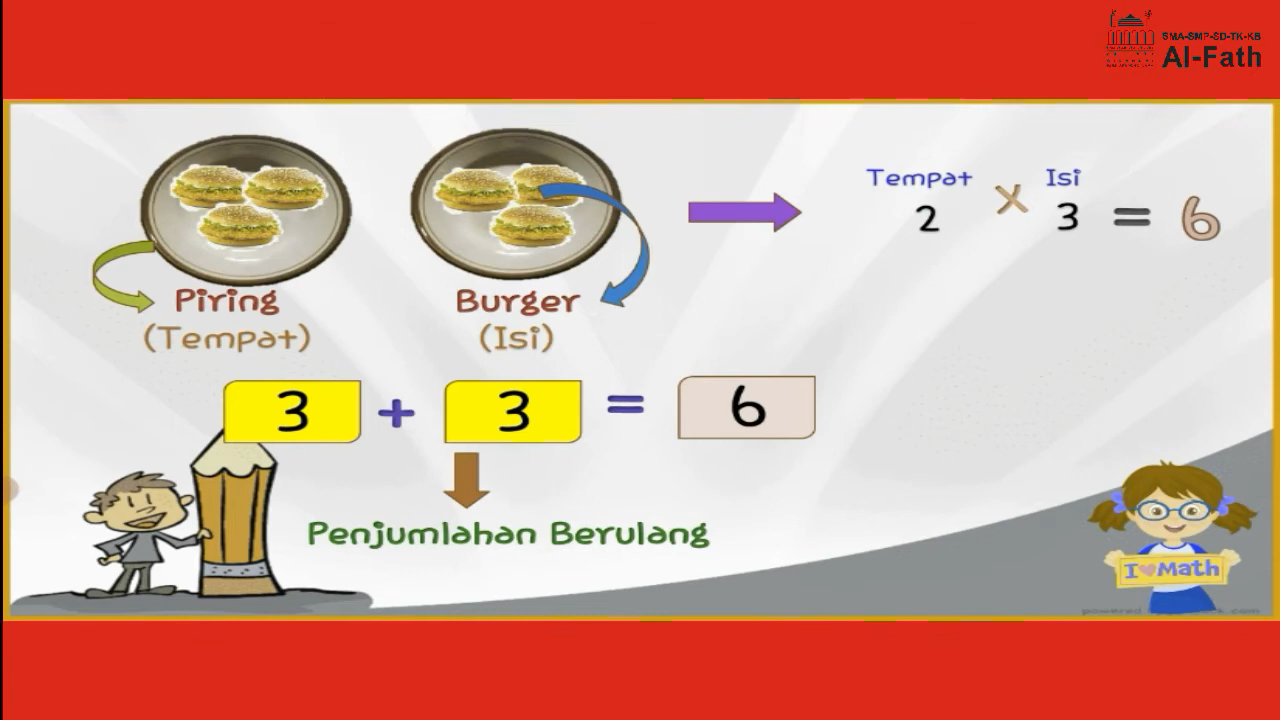 SMA-SMP-SD-TK-KB
Al-Fath
Tempat x Isi
2 3 = 6
Piring
(Tempat)
Burger
(Isi)
3 + 3 = 6
Penjumlahan Berulang
I ♥ Math
powered